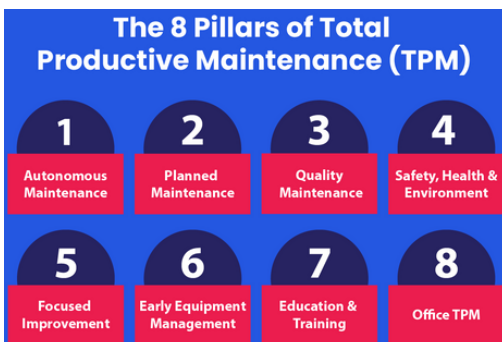 The 8 Pillars of Total
Productive Maintenance (TPM)
1
2
3
4
Autonomous
Maintenance
Planned
Maintenance
Quality
Maintenance
Safety, Health &
Environment
5
6
7
8
Focused
Improvement
Early Equipment
Management
Education &
Training
Office TPM